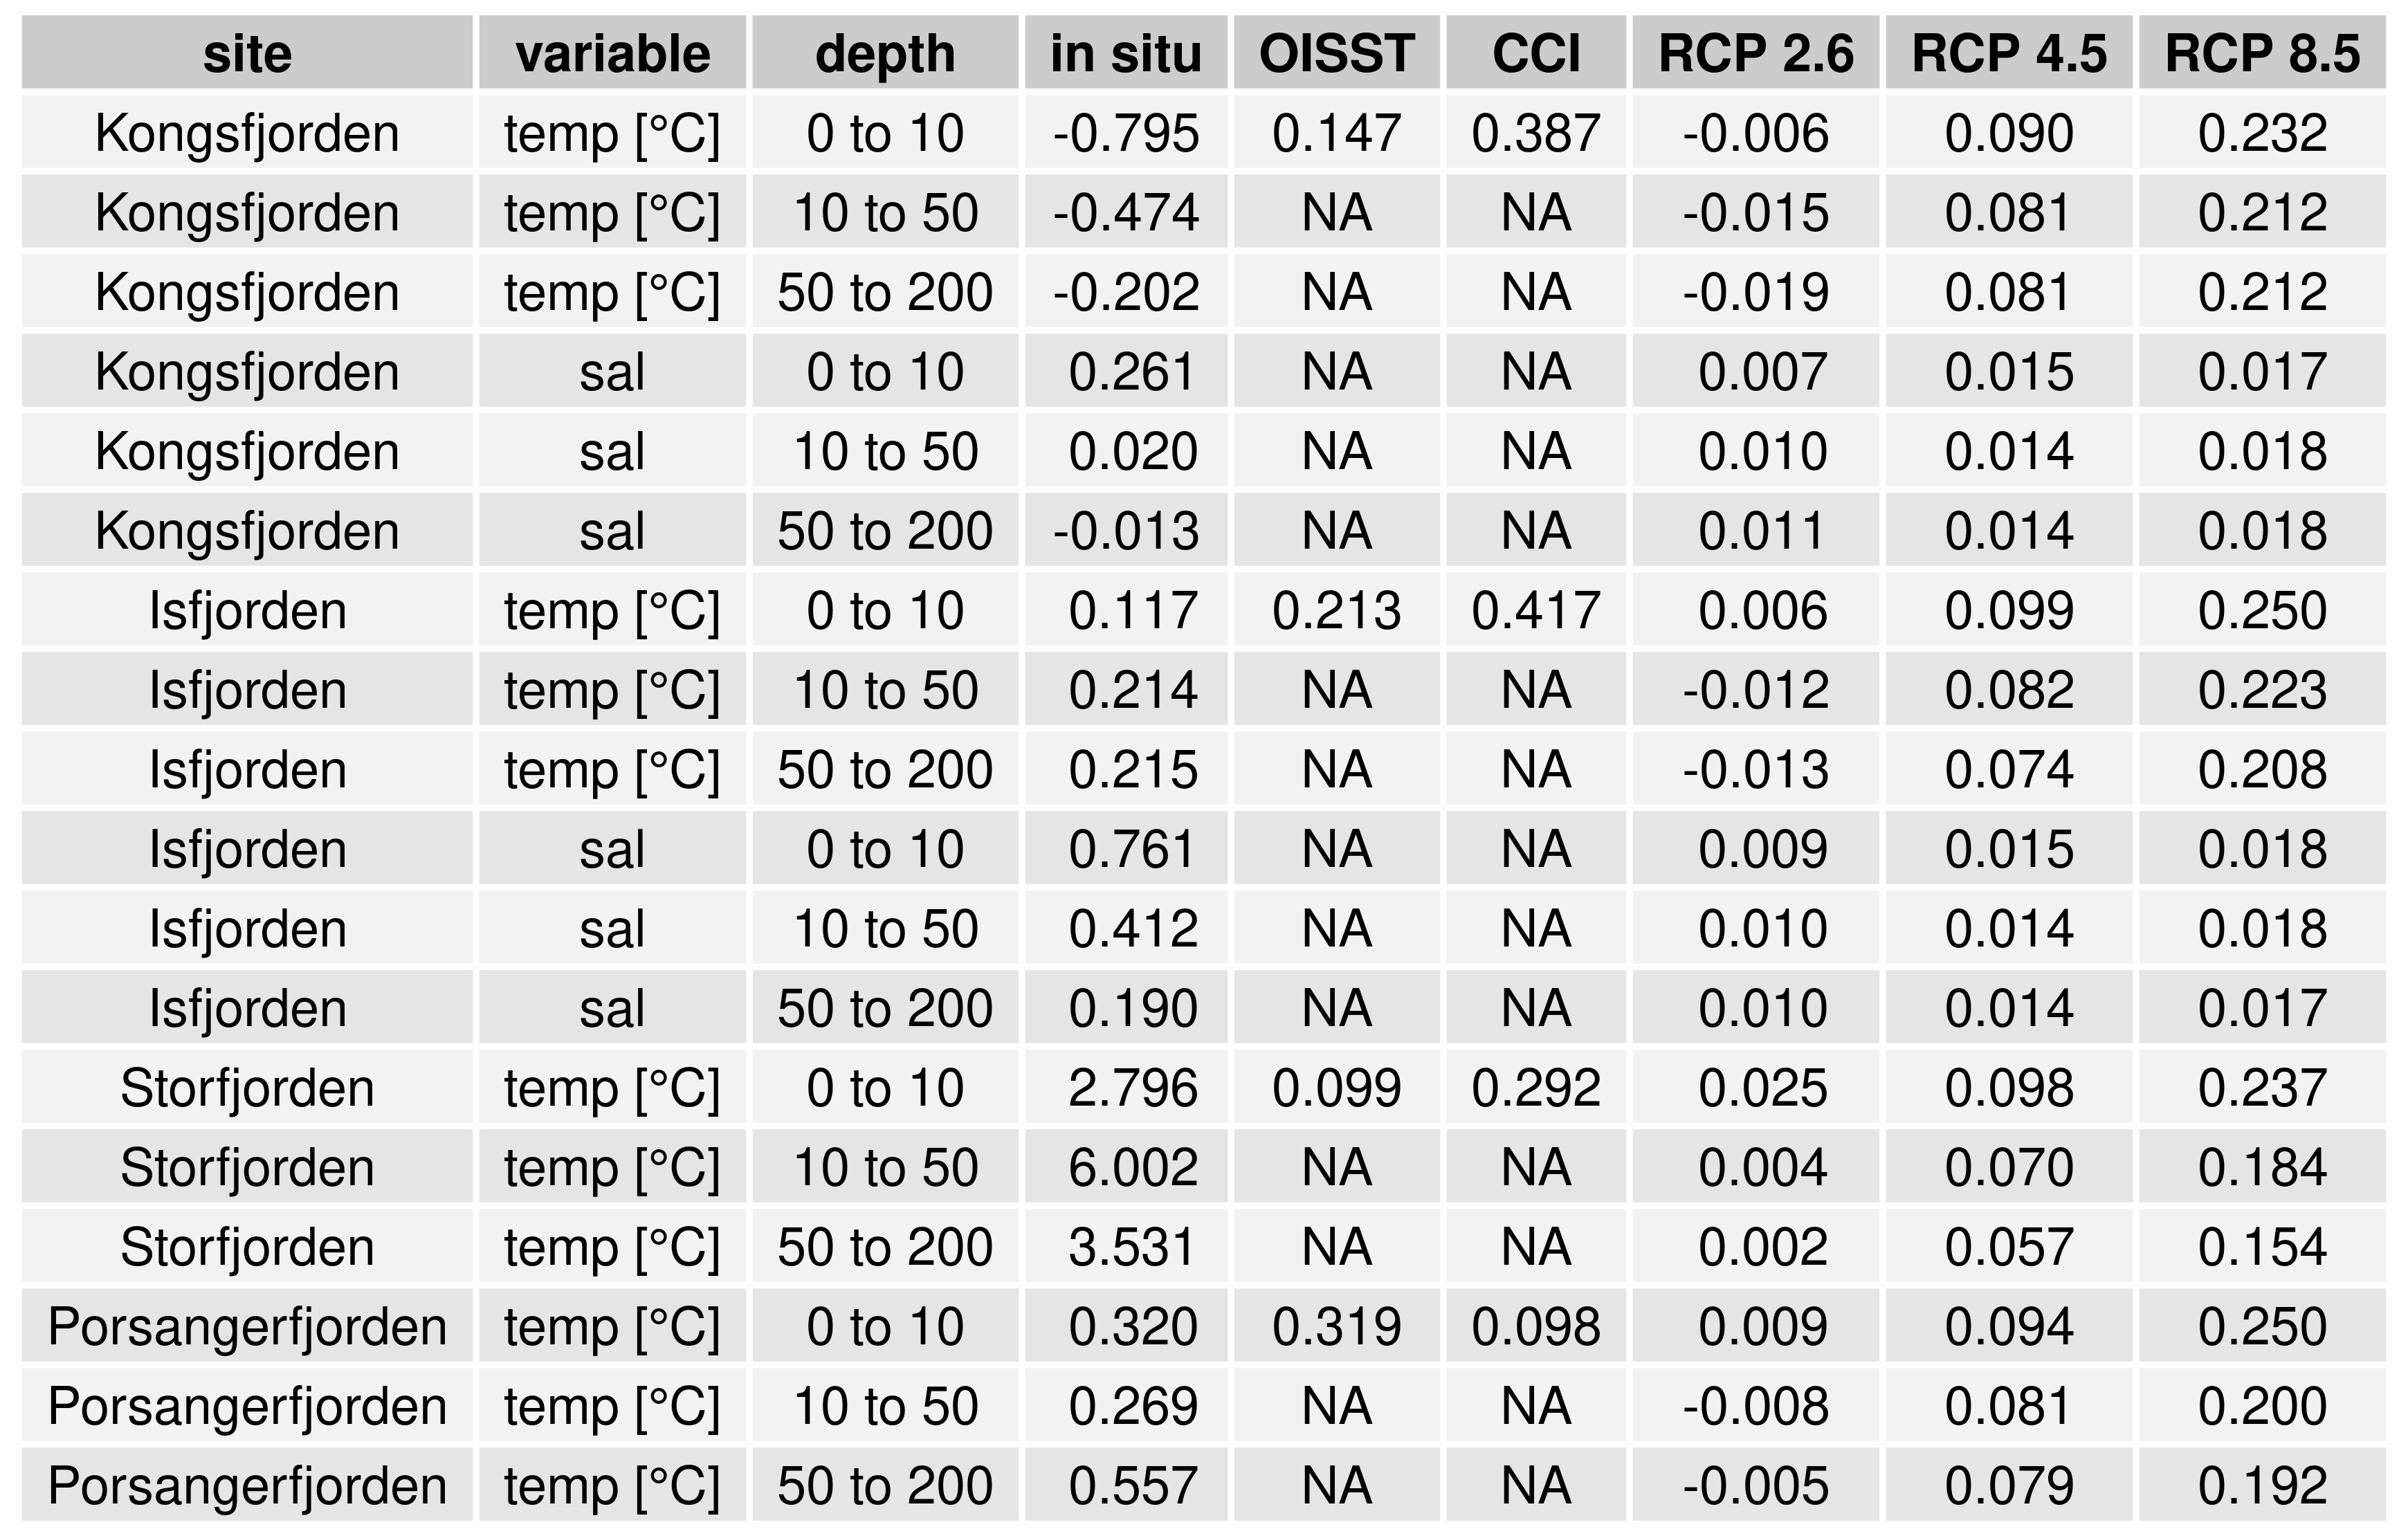 site variable depth in situ OISST CCI RCP 2.6 RCP 4.5 RCP 8.5
Kongsfjorden temp [°C] 0 to 10 -0.795 0.147 0.387 -0.006 0.090 0.232
Kongsfjorden temp [°C] 10 to 50 -0.474 NA NA -0.015 0.081 0.212
Kongsfjorden temp [°C] 50 to 200 -0.202 NA NA -0.019 0.081 0.212
Kongsfjorden sal 0 to 10 0.261 NA NA 0.007 0.015 0.017
Kongsfjorden sal 10 to 50 0.020 NA NA 0.010 0.014 0.018
Kongsfjorden sal 50 to 200 -0.013 NA NA 0.011 0.014 0.018
Isfjorden temp [°C] 0 to 10 0.117 0.213 0.417 0.006 0.099 0.250
Isfjorden temp [°C] 10 to 50 0.214 NA NA -0.012 0.082 0.223
Isfjorden temp [°C] 50 to 200 0.215 NA NA -0.013 0.074 0.208
Isfjorden sal 0 to 10 0.761 NA NA 0.009 0.015 0.018
Isfjorden sal 10 to 50 0.412 NA NA 0.010 0.014 0.018
Isfjorden sal 50 to 200 0.190 NA NA 0.010 0.014 0.017
Storfjorden temp [°C] 0 to 10 2.796 0.099 0.292 0.025 0.098 0.237
Storfjorden temp [°C] 10 to 50 6.002 NA NA 0.004 0.070 0.184
Storfjorden temp [°C] 50 to 200 3.531 NA NA 0.002 0.057 0.154
Porsangerfjorden temp [°C] 0 to 10 0.320 0.319 0.098 0.009 0.094 0.250
Porsangerfjorden temp [°C] 10 to 50 0.269 NA NA -0.008 0.081 0.200
Porsangerfjorden temp [°C] 50 to 200 0.557 NA NA -0.005 0.079 0.192